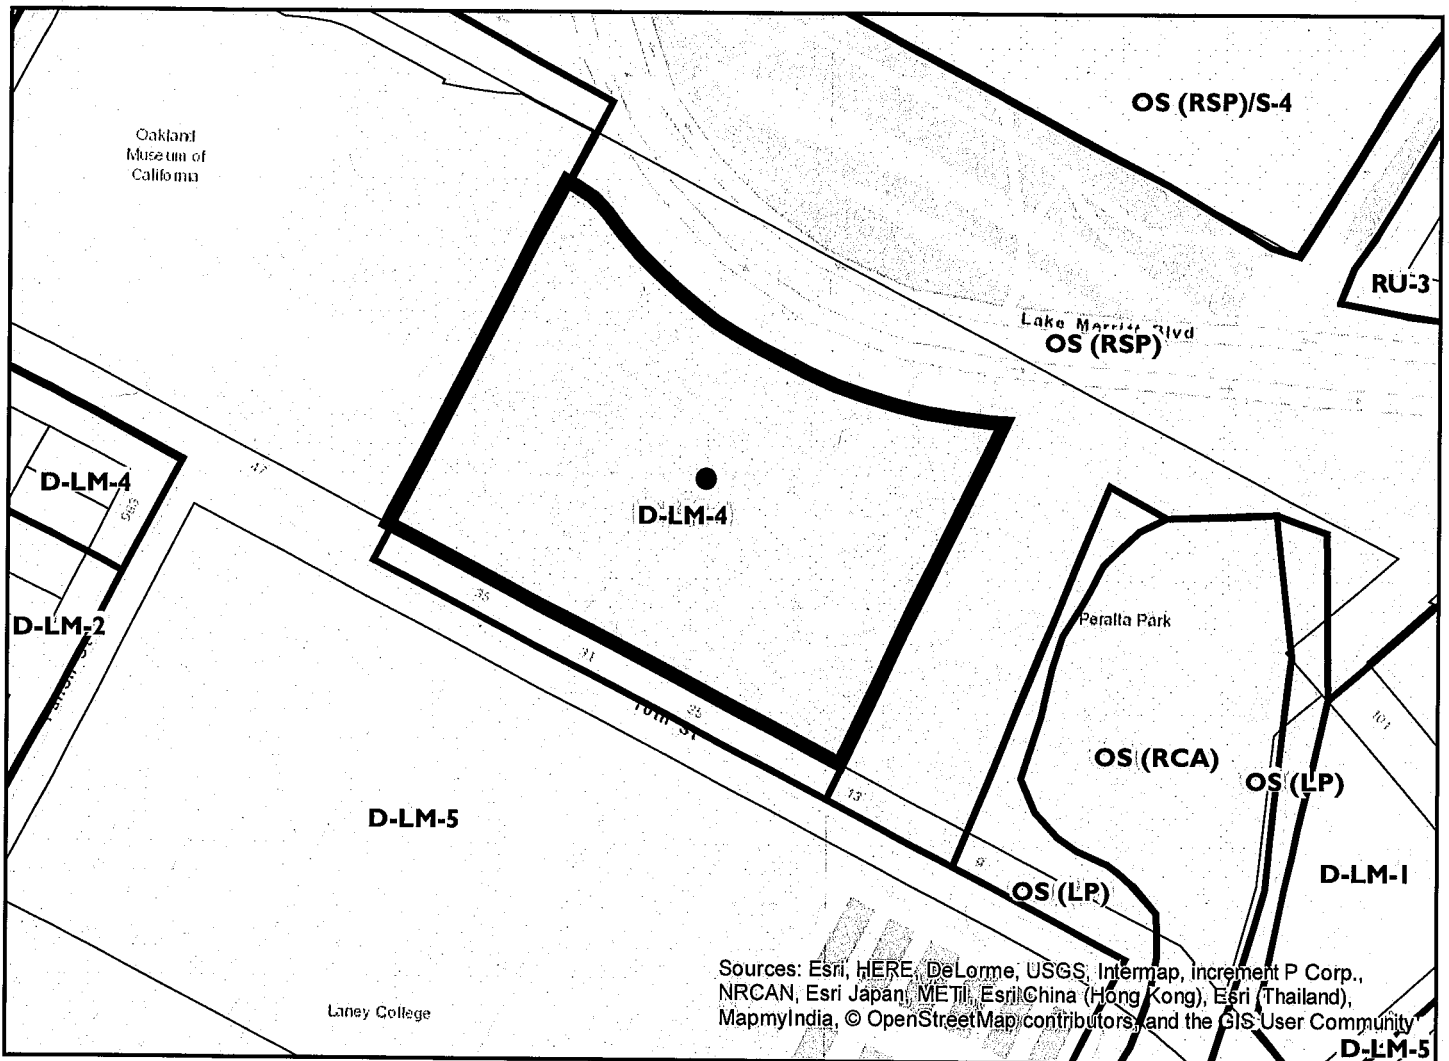 OS (RSP)/S-4
Oakland
Museum of
California
RU-3
Lake Merritt Blvd
OS (RSP)
47
D-LM-4
563
D-LM-4
35
D-LM-2
Peralta Park
31
25
10th St
101
OS (RCA)
OS (LP)
13
D-LM-5
9
D-LM-1
OS (LP)
Sources: Esri, HERE, DeLorme, USGS, Intermap, increment P Corp.,
NRCAN, Esri Japan, METI, Esri China (Hong Kong), Esri (Thailand),
MapmyIndia, © OpenStreetMap contributors, and the GIS User Community
Laney College
D-LM-5